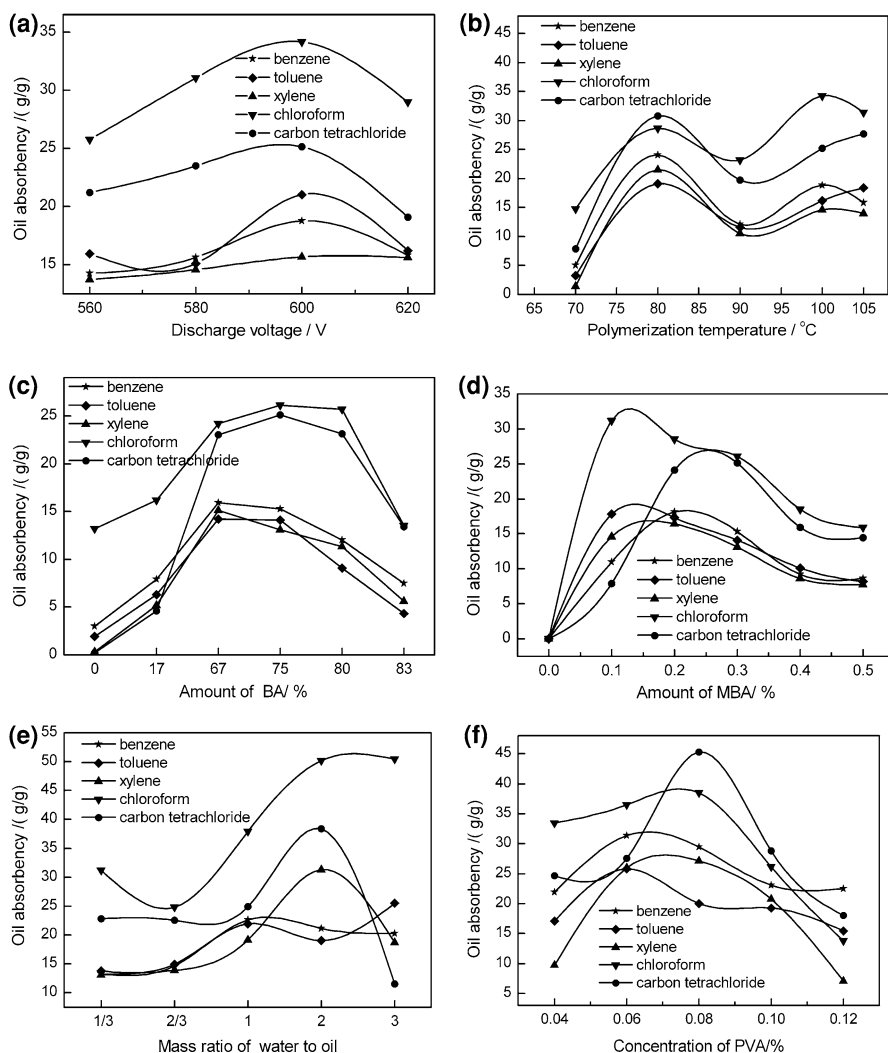 (a)
Oil absorbency /( g/g)
35
30
25
20
15
benzene
toluene
xylene
chloroform
carbon tetrachloride
560 580 600 620
Discharge voltage / V
(b)
Oil absorbency /( g/g)
45
40
35
30
25
20
15
10
5
0
benzene
toluene
xylene
chloroform
carbon tetrachloride
65 70 75 80 85 90 95 100 105
Polymerization temperature / °C
(c)
Oil absorbency /( g/g)
25
20
15
10
5
0
benzene
toluene
xylene
chloroform
carbon tetrachloride
0 17 67 75 80 83
Amount of BA/ %
(d)
Oil absorbency /( g/g)
35
30
25
20
15
10
5
0
benzene
toluene
xylene
chloroform
carbon tetrachloride
0.0 0.1 0.2 0.3 0.4 0.5
Amount of MBA/ %
(e)
Oil absorbency /( g/g)
55
50
45
40
35
30
25
20
15
10
benzene
toluene
xylene
chloroform
carbon tetrachloride
1/3 2/3 1 2 3
Mass ratio of water to oil
(f)
Oil absorbency /( g/g)
45
40
35
30
25
20
15
10
5
benzene
toluene
xylene
chloroform
carbon tetrachloride
0.04 0.06 0.08 0.10 0.12
Concentration of PVA/%